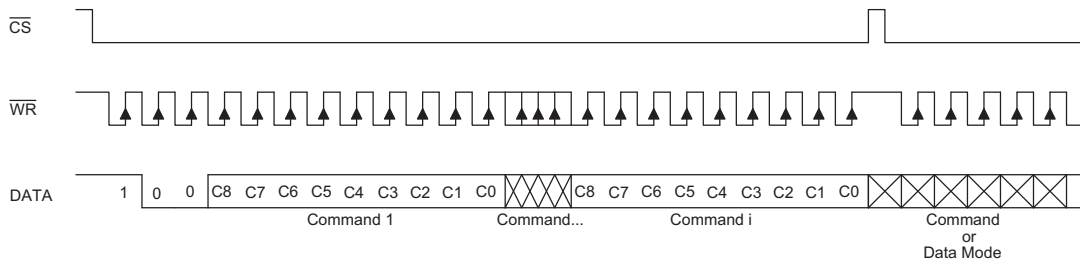 CS
WR
DATA 1 0 0 C8 C7 C6 C5 C4 C3 C2 C1 C0 C8 C7 C6 C5 C4 C3 C2 C1 C0
Command 1 Command... Command i Command
or
Data Mode